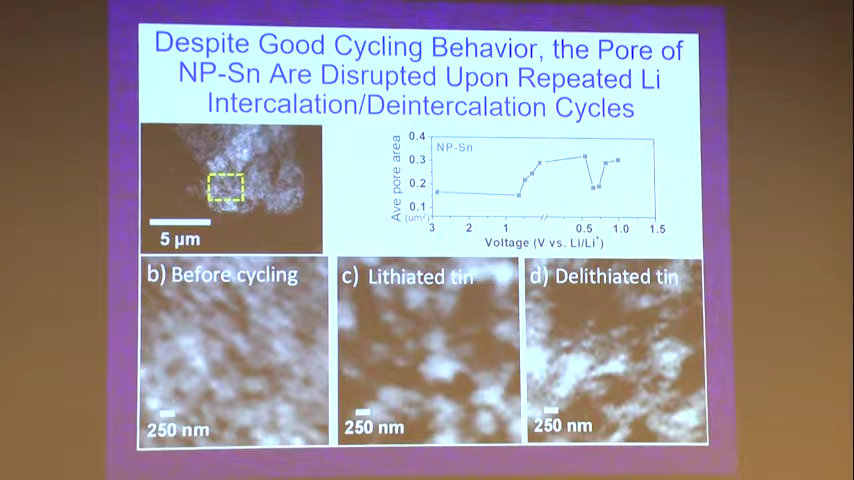 Despite Good Cycling Behavior, the Pore of
NP-Sn Are Disrupted Upon Repeated Li
Intercalation/Deintercalation Cycles
5 µm
Ave pore area
(um²)
0.4
0.3
0.2
0.1
NP-Sn
3 2 1 0.5 1.0 1.5
Voltage (V vs. Li/Li⁺)
b) Before cycling
250 nm
c) Lithiated tin
250 nm
d) Delithiated tin
250 nm